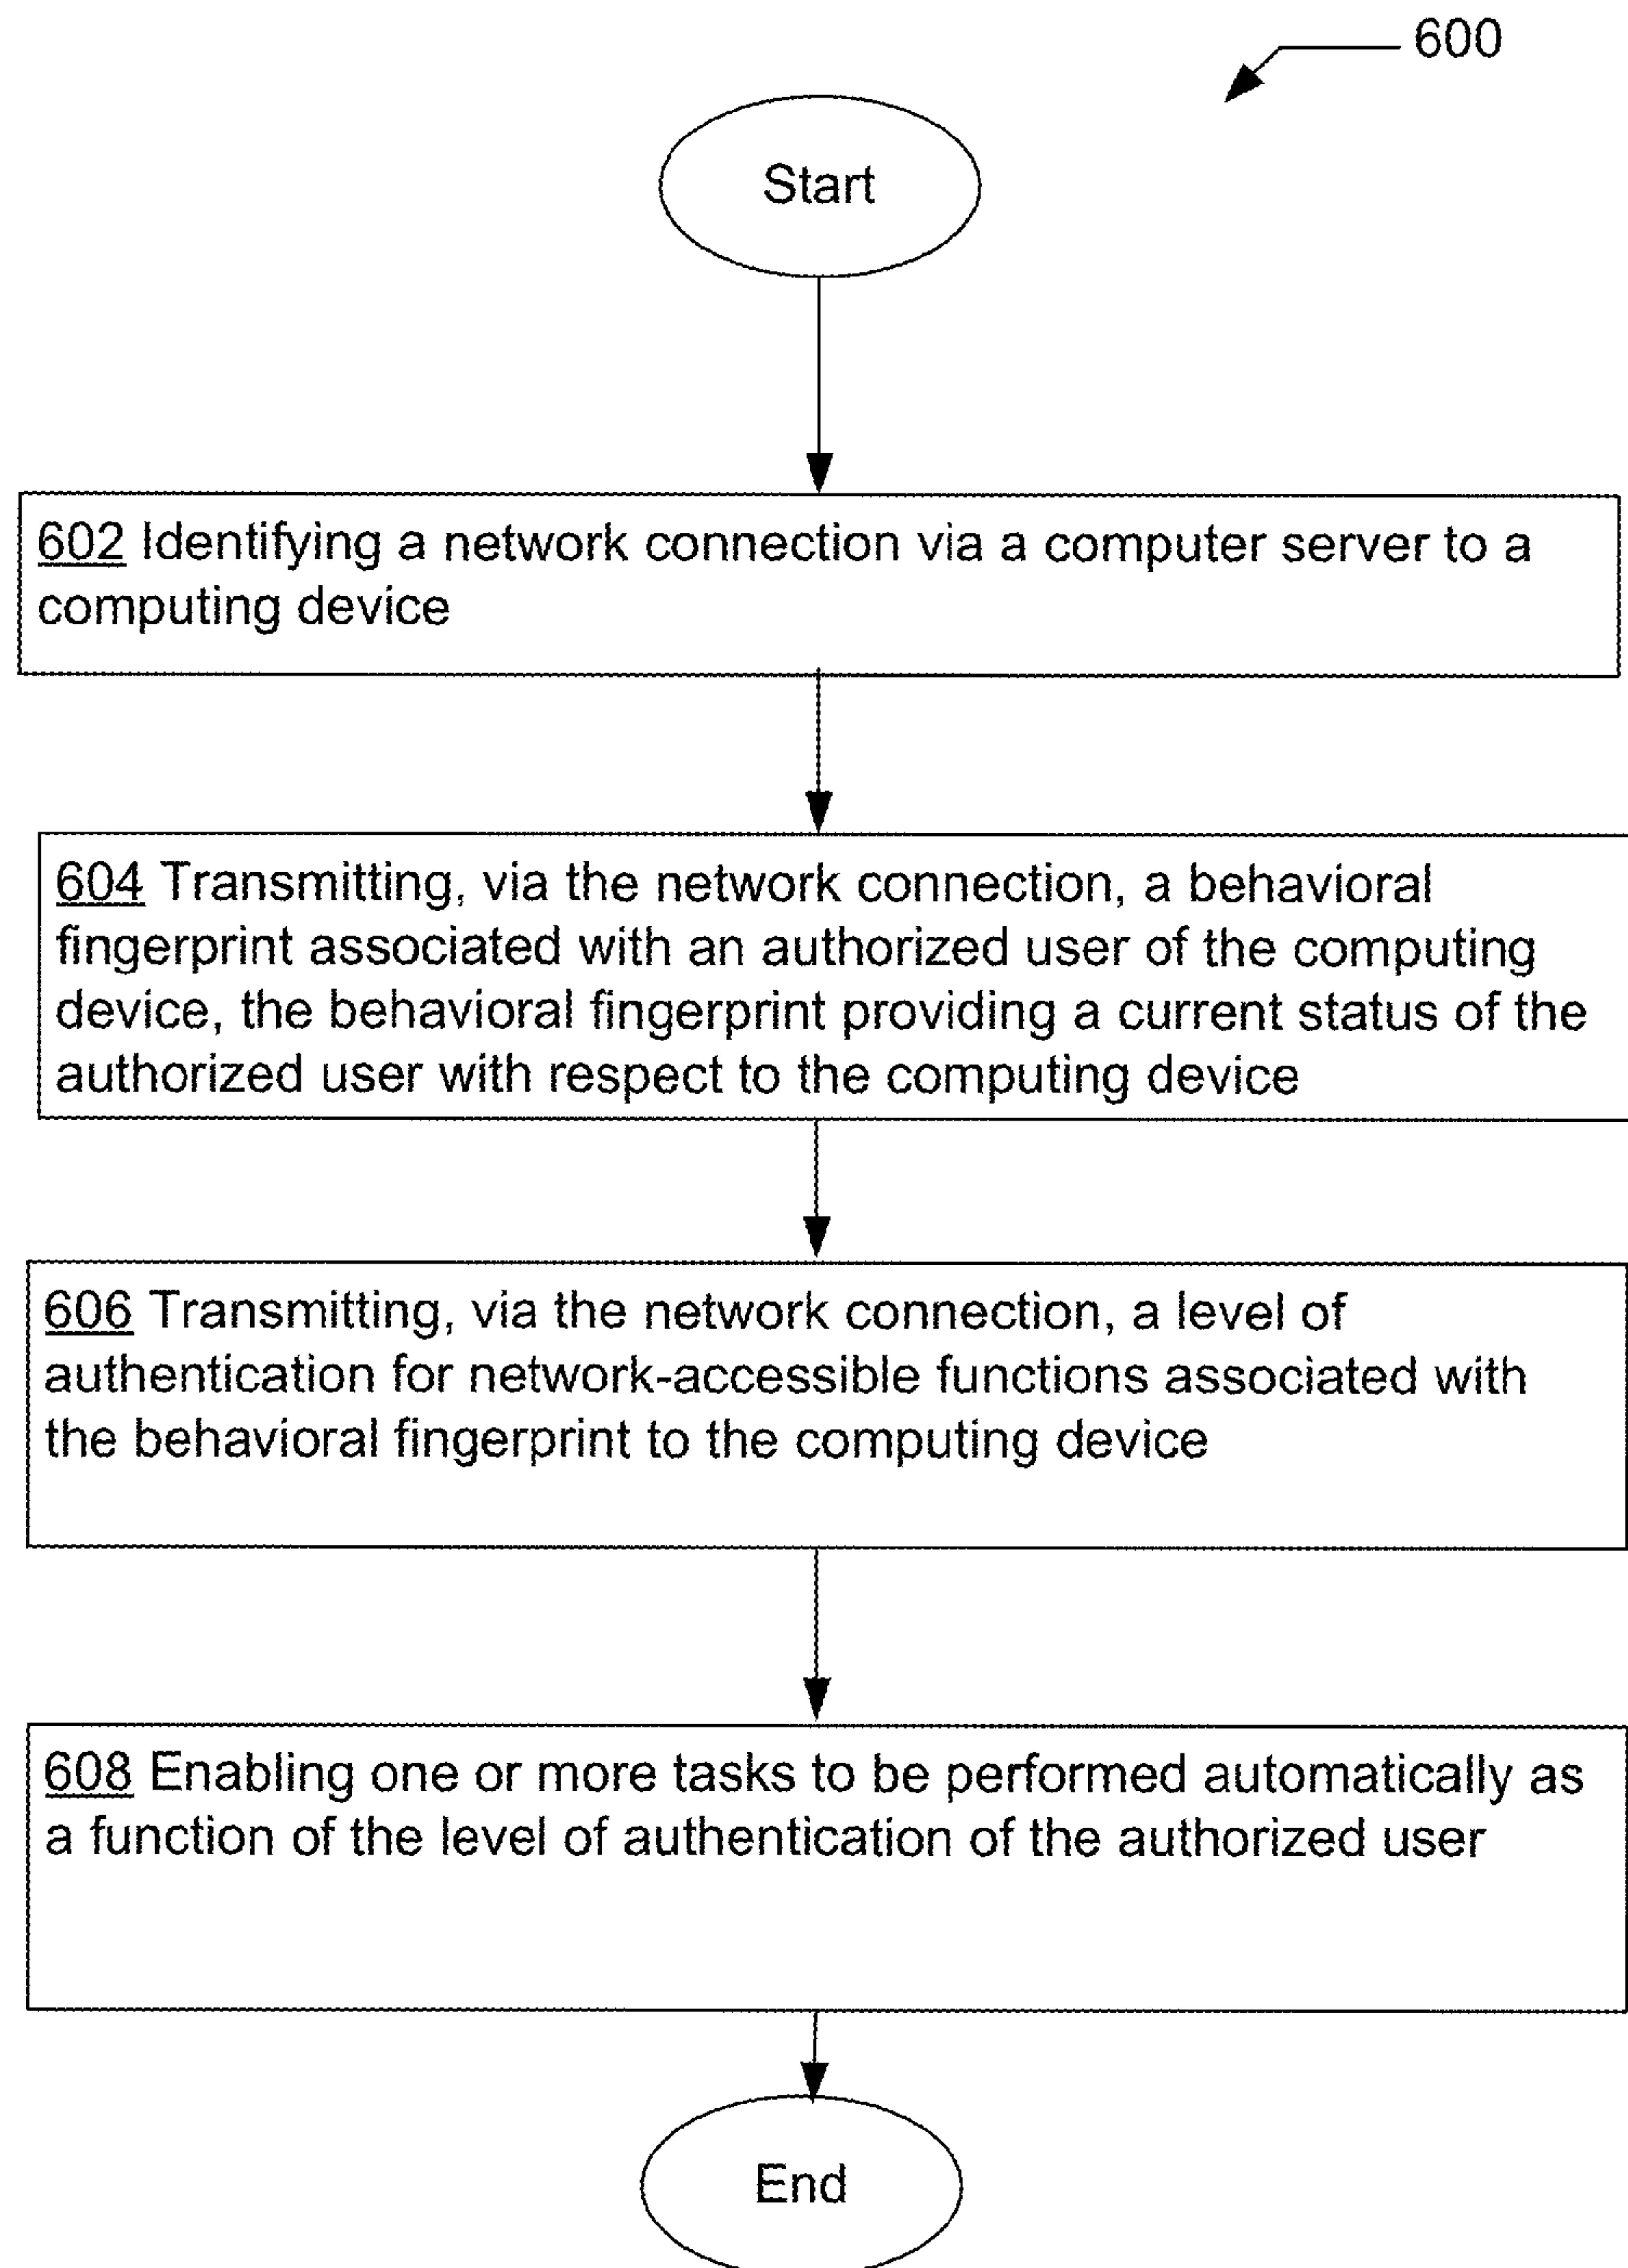 600
Start
602 Identifying a network connection via a computer server to a
computing device
604 Transmitting, via the network connection, a behavioral
fingerprint associated with an authorized user of the computing
device, the behavioral fingerprint providing a current status of the
authorized user with respect to the computing device
606 Transmitting, via the network connection, a level of
authentication for network-accessible functions associated with
the behavioral fingerprint to the computing device
608 Enabling one or more tasks to be performed automatically as
a function of the level of authentication of the authorized user
End